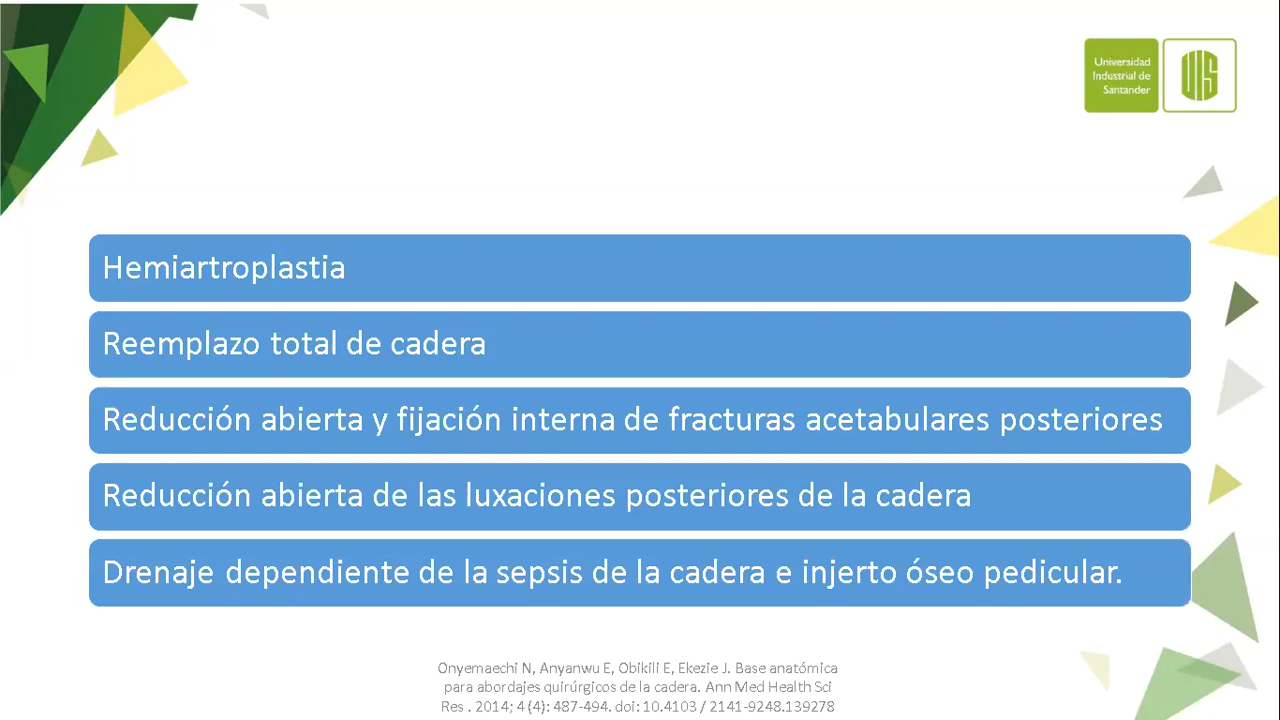 Universidad
Industrial de
Santander
UIS
Hemiartroplastia
Reemplazo total de cadera
Reducción abierta y fijación interna de fracturas acetabulares posteriores
Reducción abierta de las luxaciones posteriores de la cadera
Drenaje dependiente de la sepsis de la cadera e injerto óseo pedicular.
Onyemaechi N, Anyanwu E, Obikili E, Ekezie J. Base anatómica
para abordajes quirúrgicos de la cadera. Ann Med Health Sci
Res . 2014; 4 (4): 487-494. doi: 10.4103 / 2141-9248.139278